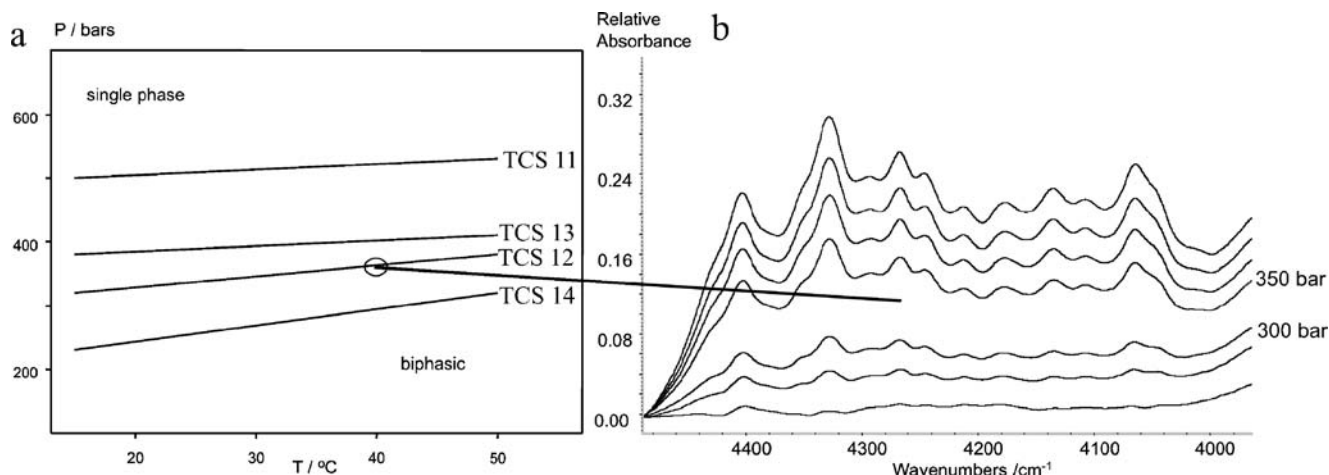 a
P / bars
single phase
600
TCS 11
400
TCS 13
TCS 12
TCS 14
200
biphasic
20
30
40
50
T / ºC
b
Relative
Absorbance
0.32
0.24
0.16
0.08
0.00
350 bar
300 bar
4400
4300
4200
4100
4000
Wavenumbers /cm⁻¹